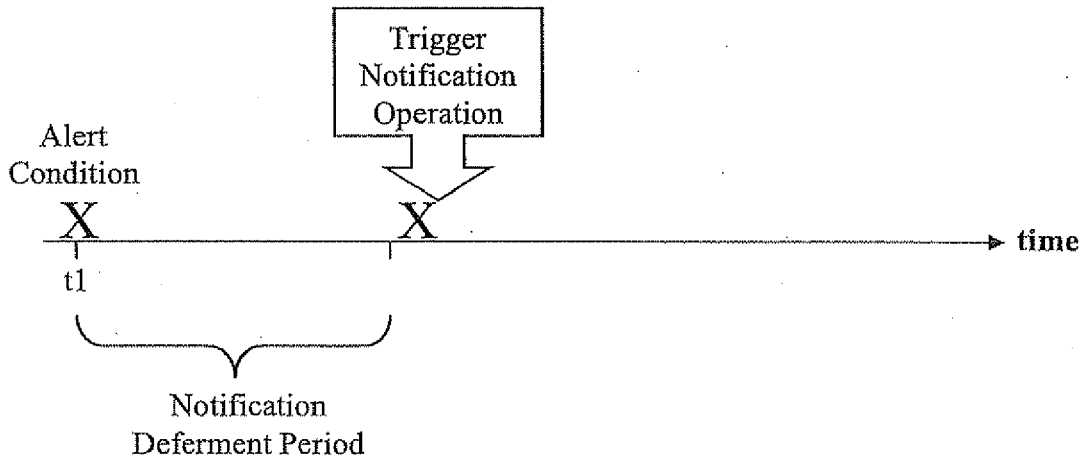 Trigger
Notification
Operation
Alert
Condition
X
X
time
t1
Notification
Deferment Period